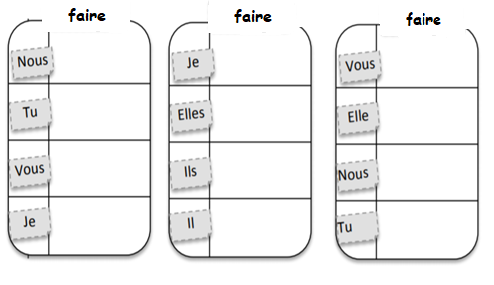 faire
Nous
Tu
Vous
Je
faire
Je
Elles
Ils
Il
faire
Vous
Elle
Nous
Tu